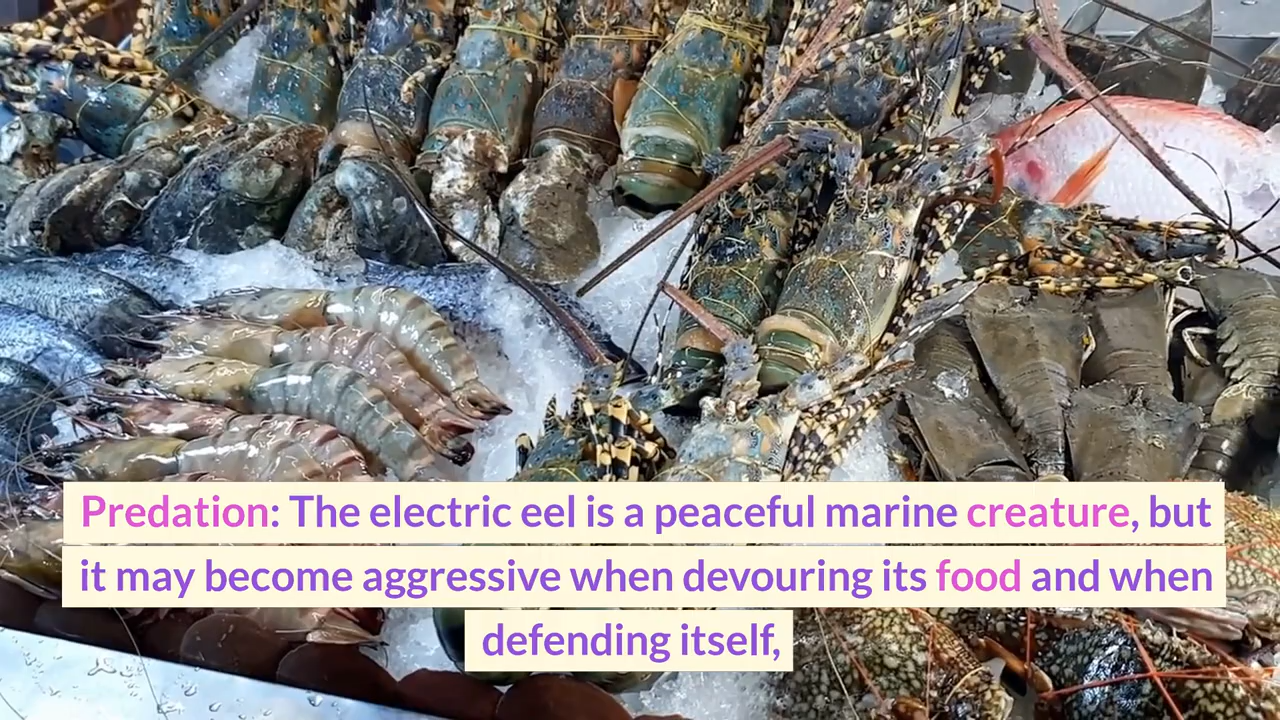 Predation: The electric eel is a peaceful marine creature, but
it may become aggressive when devouring its food and when
defending itself,